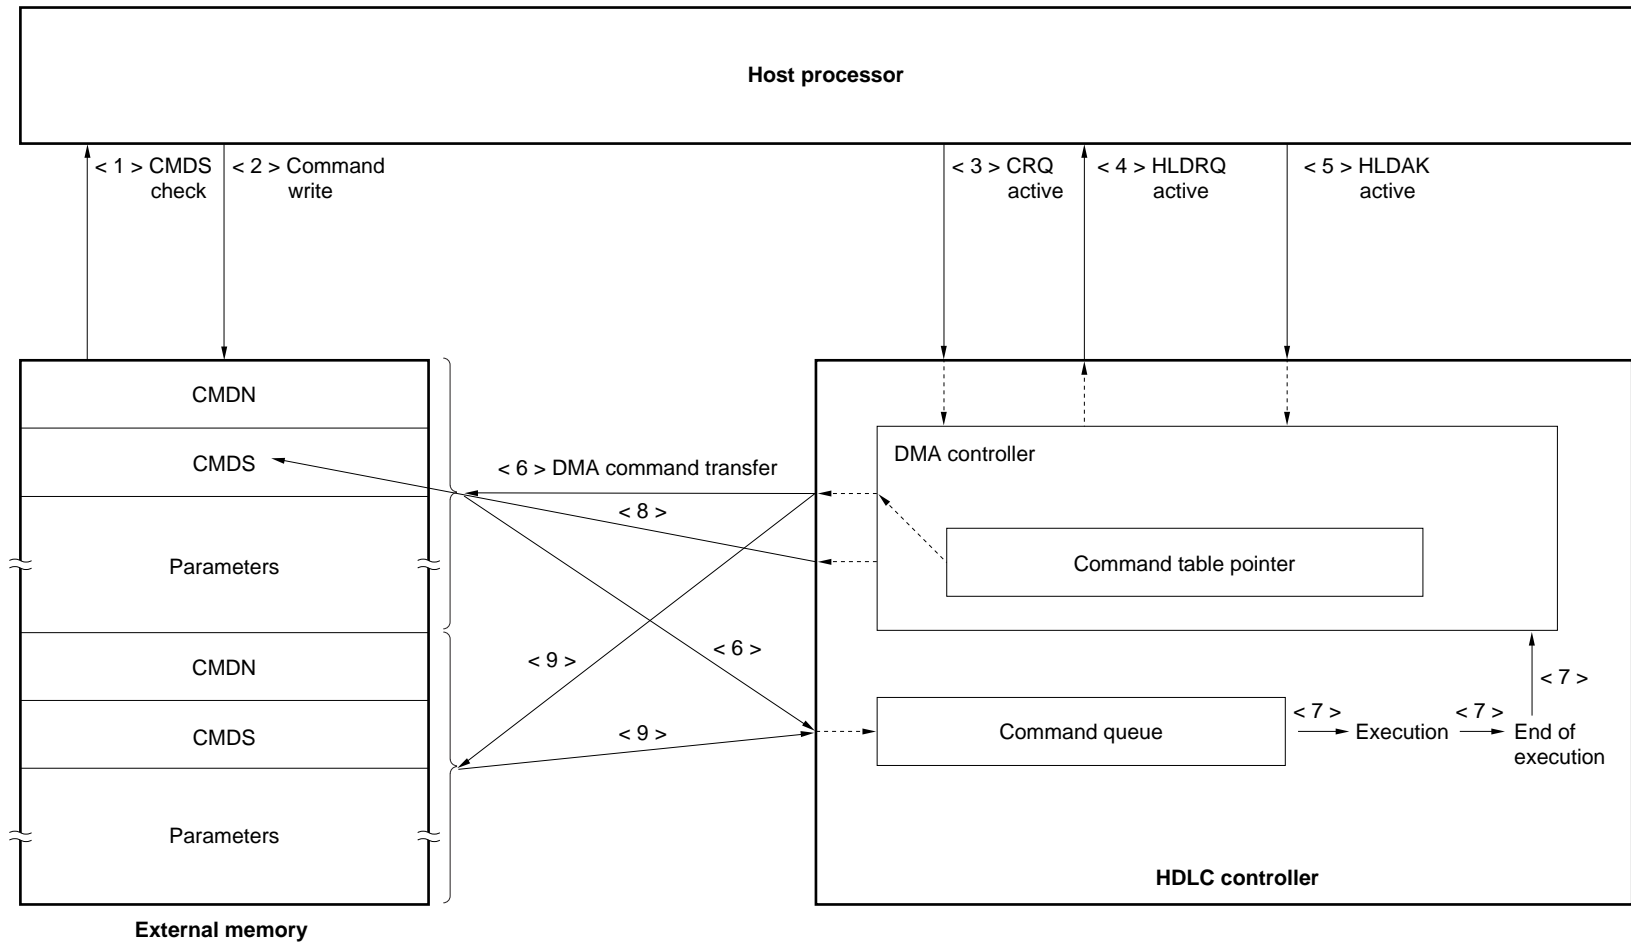 Host processor
< 1 > CMDS
check
< 2 > Command
write
< 3 > CRQ
active
< 4 > HLDRQ
active
< 5 > HLDAK
active
CMDN
CMDS
Parameters
CMDN
CMDS
Parameters
External memory
< 6 > DMA command transfer
< 8 >
< 9 >
< 6 >
< 9 >
DMA controller
Command table pointer
Command queue
< 7 >
Execution
< 7 >
End of
execution
< 7 >
HDLC controller